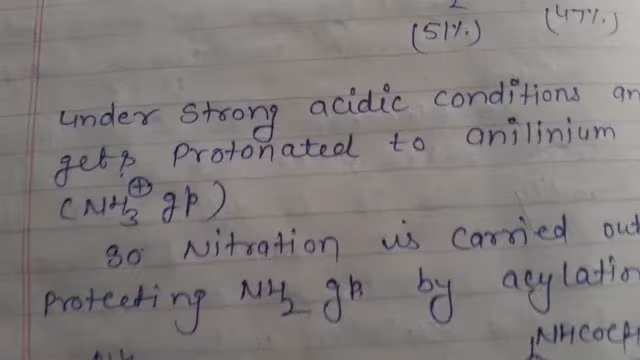 (51%) (47%)
under strong acidic conditions an
gets protonated to anilinium
(NH₃⊕ gp)
So Nitration is carried out
protecting NH₂ gp by acylation
NHCOCH